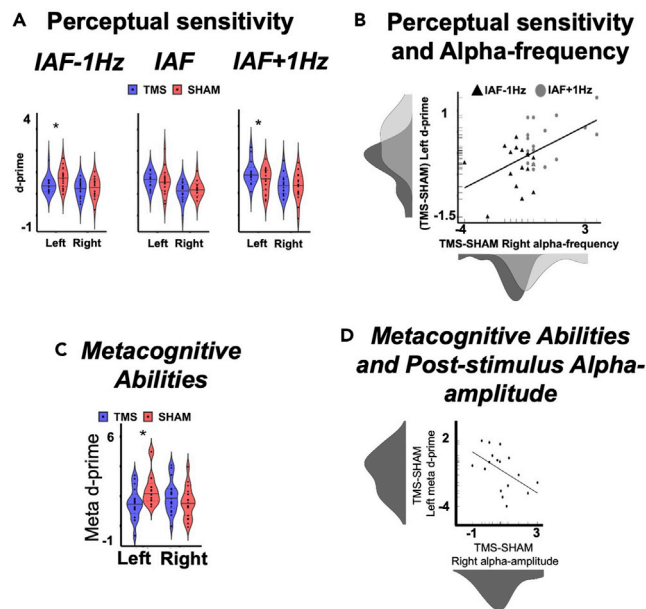 A Perceptual sensitivity
IAF-1Hz IAF IAF+1Hz
TMS SHAM
4
d-prime
-1
*
*
Left Right Left Right Left Right
B Perceptual sensitivity
and Alpha-frequency
IAF-1Hz IAF+1Hz
(TMS-SHAM) Left d-prime
1
-1.5
-4 3
TMS-SHAM Right alpha-frequency
C Metacognitive
Abilities
TMS SHAM
*
6
Meta d-prime
-1
Left Right
D Metacognitive Abilities
and Post-stimulus Alpha-
amplitude
TMS-SHAM
Left meta d-prime
2
-4
-1 3
TMS-SHAM
Right alpha-amplitude